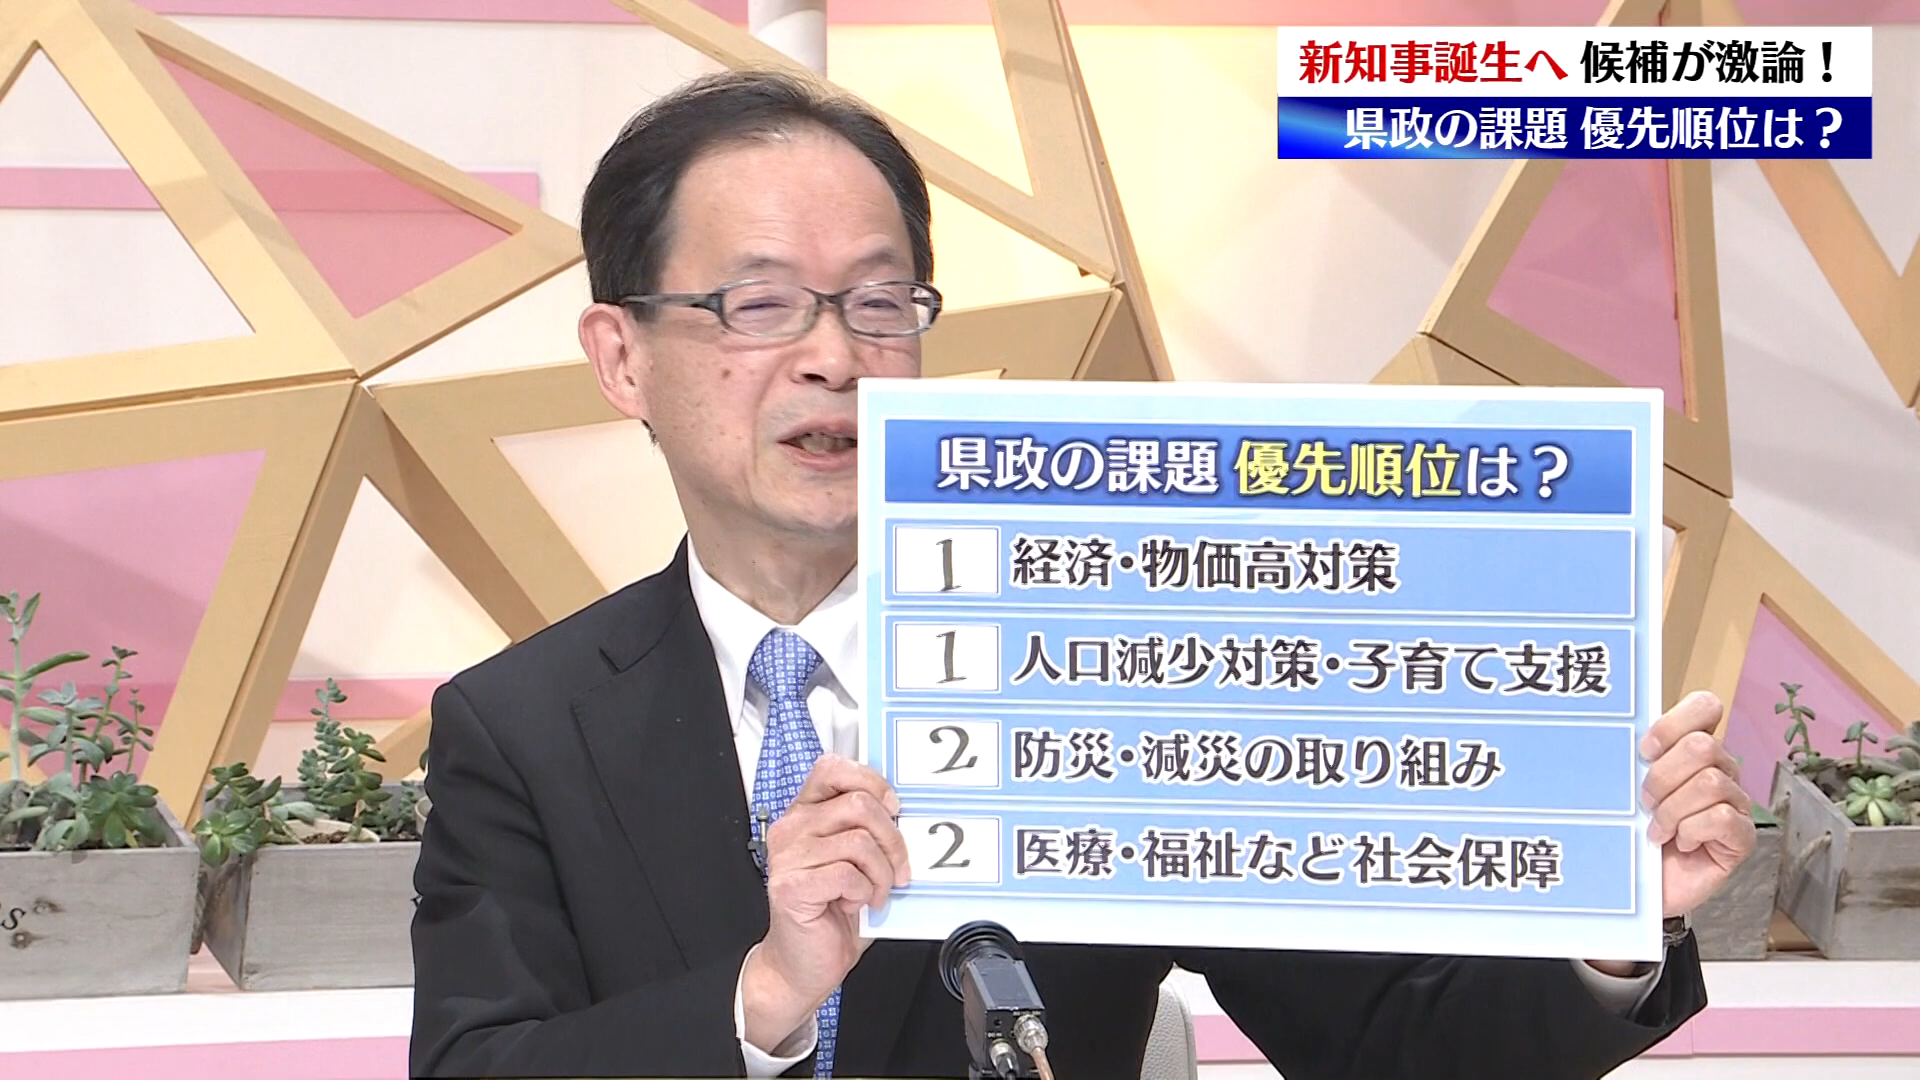 新知事誕生へ 候補が激論！
県政の課題 優先順位は？
県政の課題 優先順位は？
1 経済・物価高対策
1 人口減少対策・子育て支援
2 防災・減災の取り組み
2 医療・福祉など社会保障